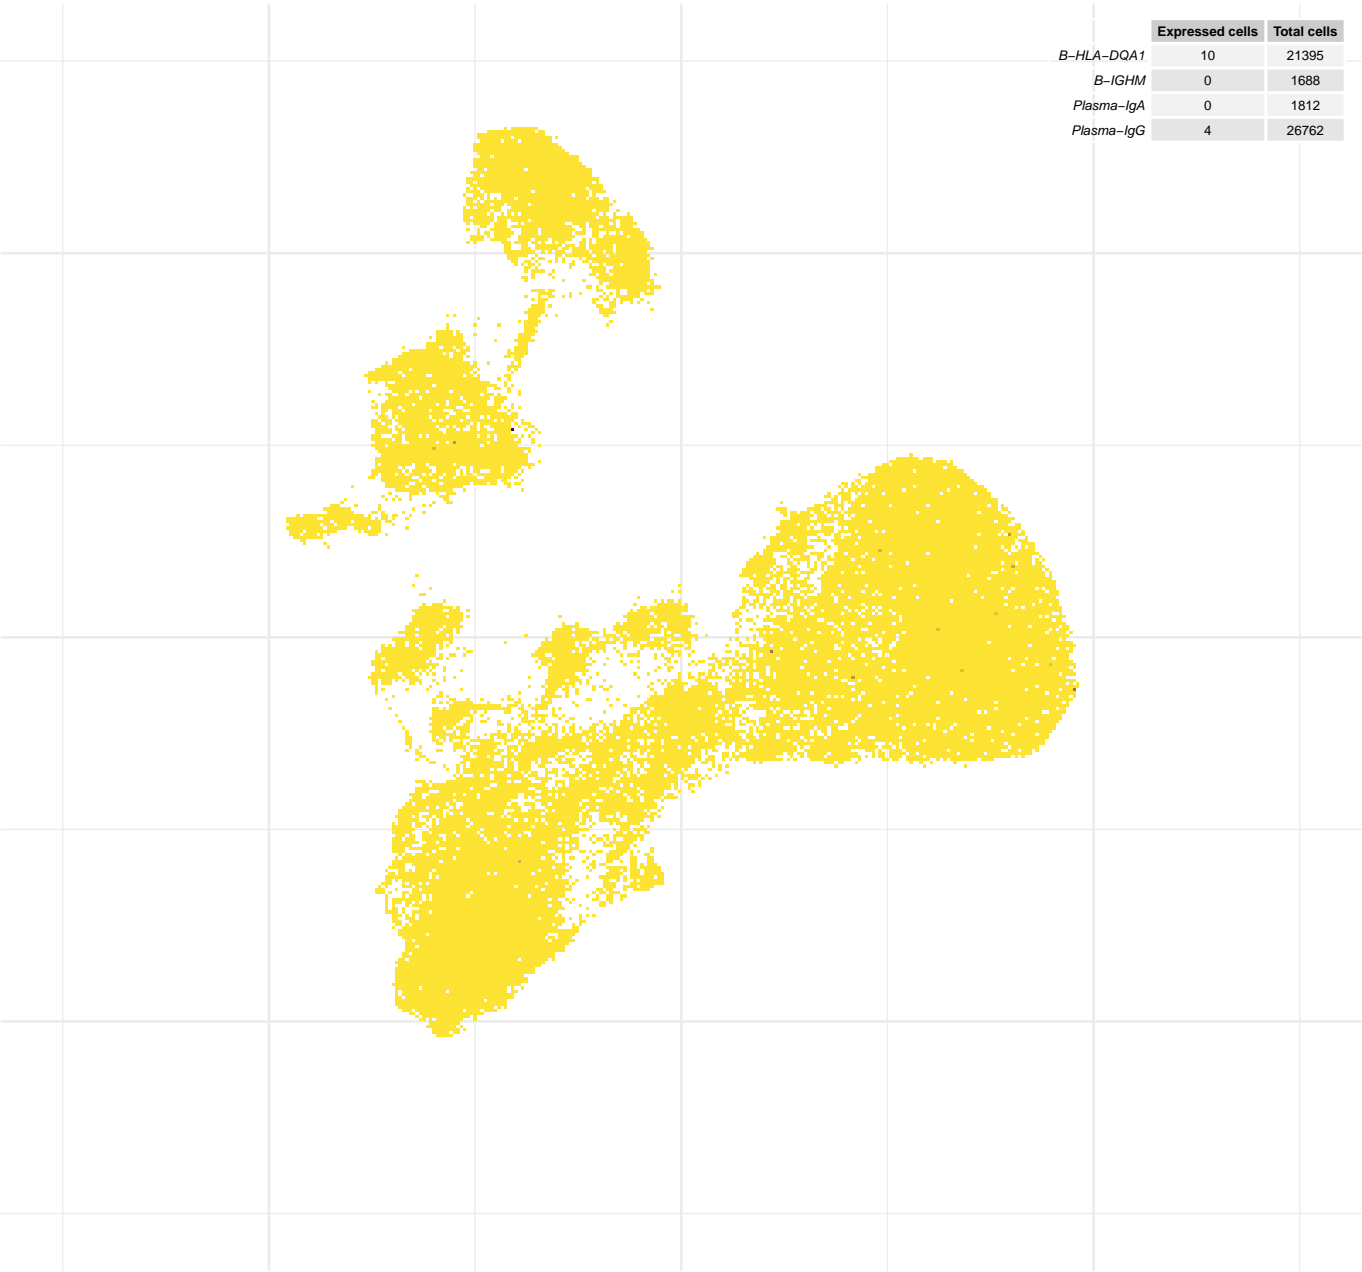 Expressed cells Total cells
B−HLA−DQA1 10 21395
B−IGHM 0 1688
Plasma−IgA 0 1812
Plasma−IgG 4 26762